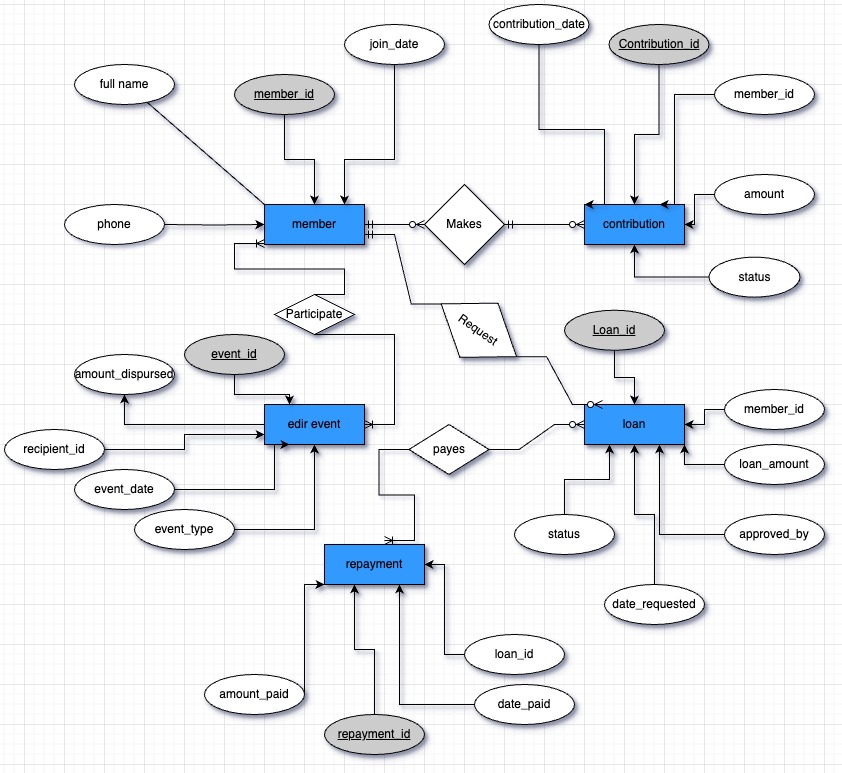 contribution_date
join_date
Contribution_id
full name
member_id
member_id
amount
phone
member
Makes
contribution
status
Participate
Request
Loan_id
event_id
amount_dispursed
member_id
edir event
loan
recipient_id
payes
loan_amount
event_date
event_type
status
approved_by
repayment
date_requested
loan_id
amount_paid
date_paid
repayment_id